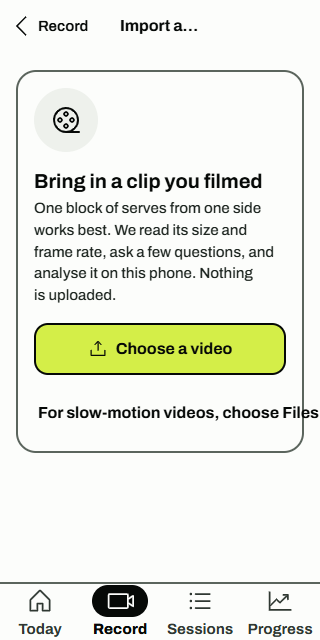 Record
Import a...
Bring in a clip you filmed
One block of serves from one side
works best. We read its size and
frame rate, ask a few questions, and
analyse it on this phone. Nothing
is uploaded.
Choose a video
For slow-motion videos, choose Files
Today
Record
Sessions
Progress